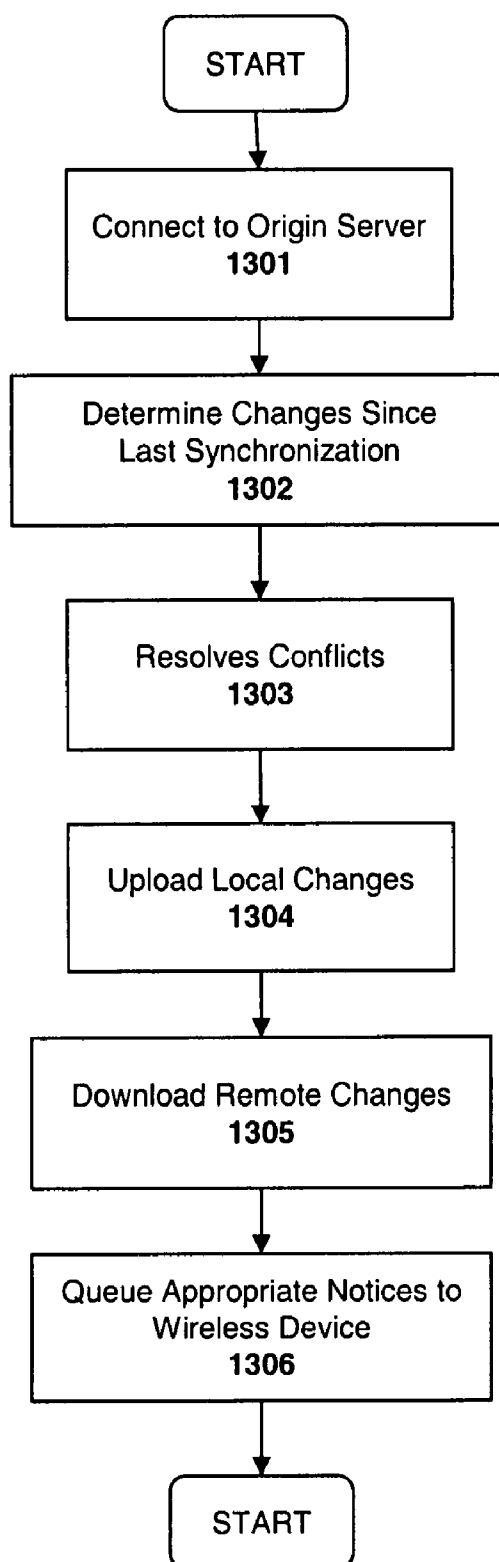 START
Connect to Origin Server
1301
Determine Changes Since
Last Synchronization
1302
Resolves Conflicts
1303
Upload Local Changes
1304
Download Remote Changes
1305
Queue Appropriate Notices to
Wireless Device
1306
START